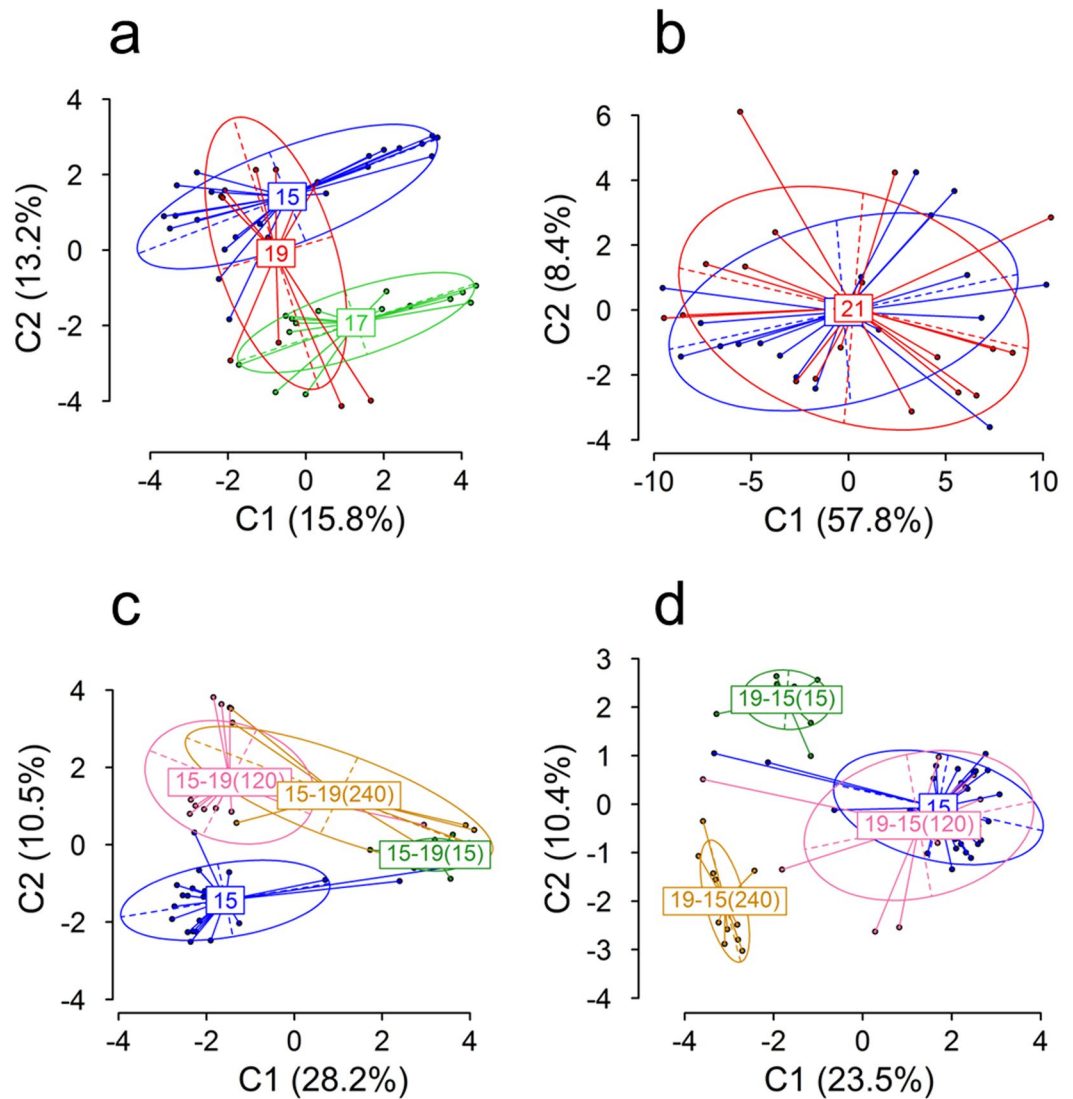 a
4
2
0
-2
-4
C2 (13.2%)
15
19
17
-4 -2 0 2 4
C1 (15.8%)
b
6
4
2
0
-2
-4
C2 (8.4%)
21
-10 -5 0 5 10
C1 (57.8%)
c
4
2
0
-2
-4
C2 (10.5%)
15-19(120)
15-19(240)
15-19(15)
15
-4 -2 0 2 4
C1 (28.2%)
d
3
2
1
0
-1
-2
-3
-4
C2 (10.4%)
19-15(15)
15
19-15(120)
19-15(240)
-4 -2 0 2 4
C1 (23.5%)